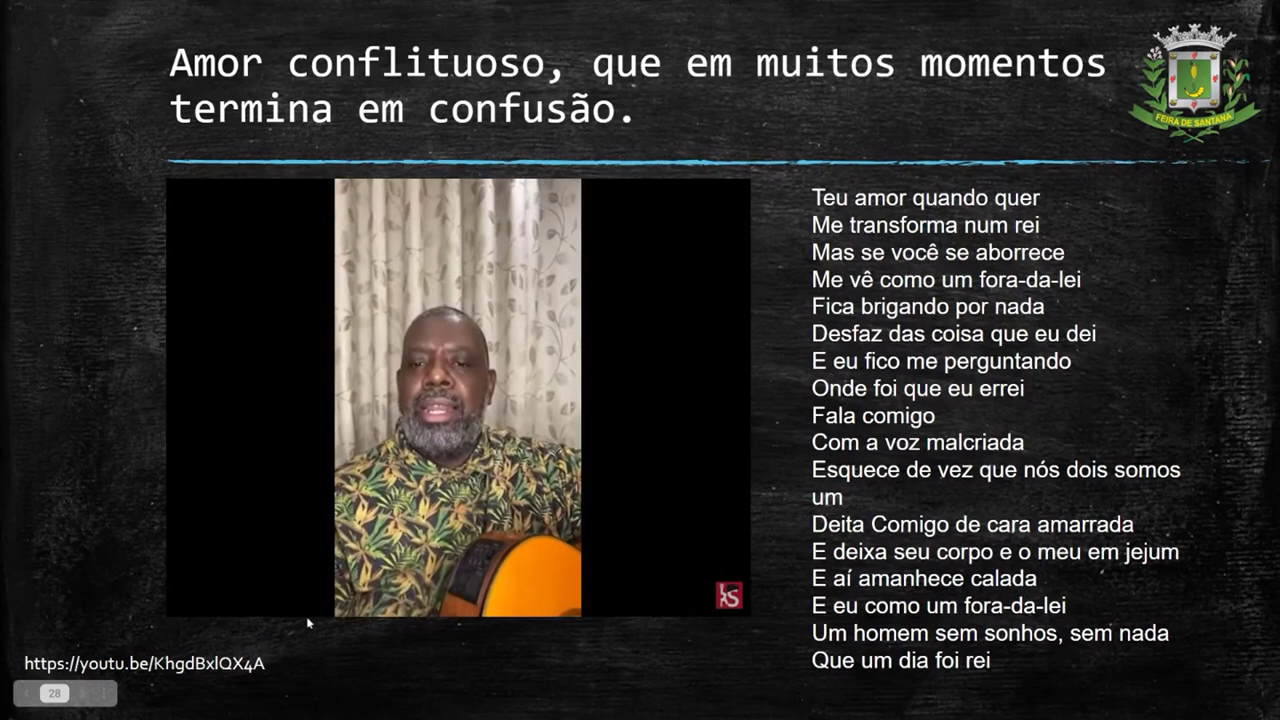 Amor conflituoso, que em muitos momentos
termina em confusão.
FEIRA DE SANTANA
Teu amor quando quer
Me transforma num rei
Mas se você se aborrece
Me vê como um fora-da-lei
Fica brigando por nada
Desfaz das coisa que eu dei
E eu fico me perguntando
Onde foi que eu errei
Fala comigo
Com a voz malcriada
Esquece de vez que nós dois somos
um
Deita Comigo de cara amarrada
E deixa seu corpo e o meu em jejum
E aí amanhece calada
E eu como um fora-da-lei
Um homem sem sonhos, sem nada
Que um dia foi rei
https://youtu.be/KhgdBxlQX4A
28